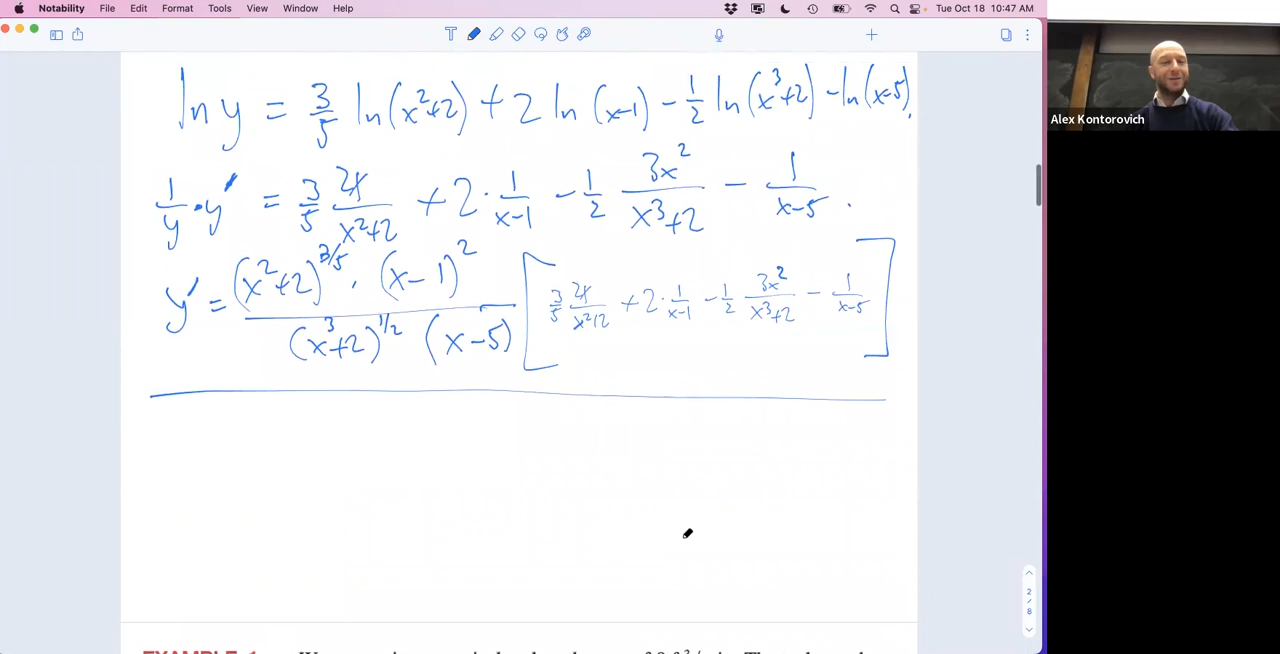 Notability File Edit Format Tools View Window Help Tue Oct 18 10:47 AM
Alex Kontorovich
ln y = 3/5 ln(x²+2) + 2 ln (x-1) - 1/2 ln(x³+2) - ln(x-5).
1/y · y' = 3/5 2x/(x²+2) + 2 · 1/(x-1) - 1/2 3x²/(x³+2) - 1/(x-5) .
y' = (x²+2)^(3/5) · (x-1)² / (x³+2)^(1/2) (x-5) [ 3/5 2x/(x²+2) + 2 · 1/(x-1) - 1/2 3x²/(x³+2) - 1/(x-5) ]
2
/
8